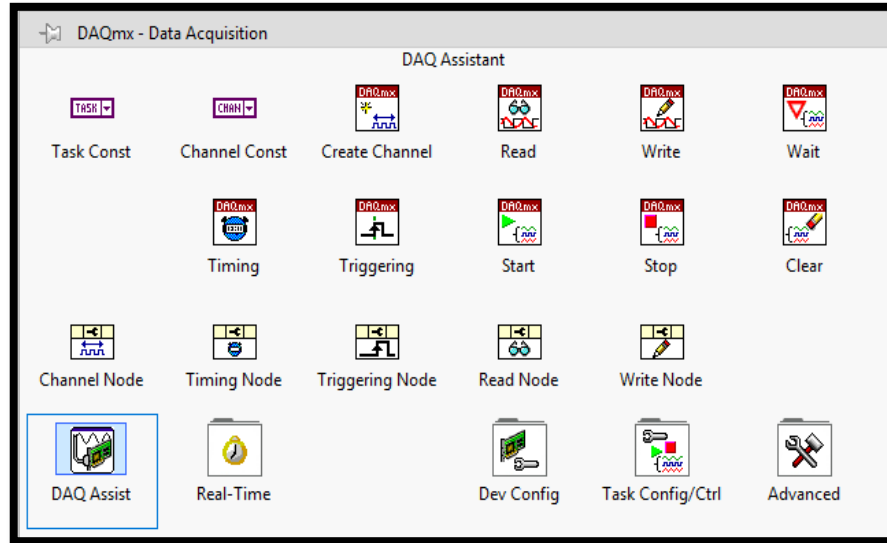 DAQmx - Data Acquisition
DAQ Assistant
TASK CHAN DAQmx DAQmx DAQmx DAQmx
Task Const Channel Const Create Channel Read Write Wait
DAQmx DAQmx DAQmx DAQmx DAQmx
Timing Triggering Start Stop Clear
Channel Node Timing Node Triggering Node Read Node Write Node
DAQ Assist Real-Time Dev Config Task Config/Ctrl Advanced